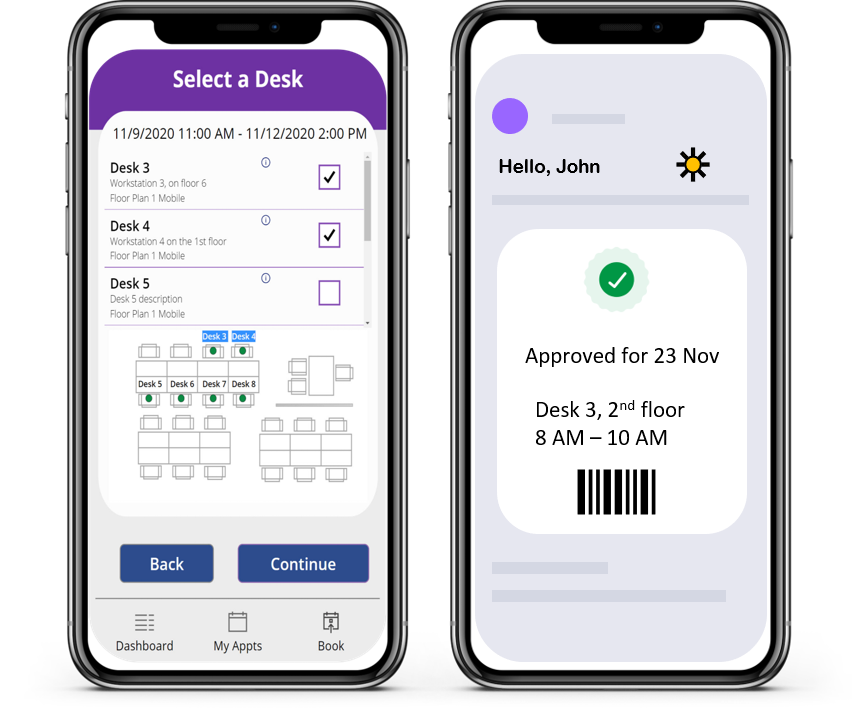 Select a Desk
11/9/2020 11:00 AM - 11/12/2020 2:00 PM
Desk 3
Workstation 3, on floor 6
Floor Plan 1 Mobile
Desk 4
Workstation 4 on the 1st floor
Floor Plan 1 Mobile
Desk 5
Desk 5 description
Floor Plan 1 Mobile
Desk 3 Desk 4
Desk 5 Desk 6 Desk 7 Desk 8
Back Continue
Dashboard My Appts Book
Hello, John
Approved for 23 Nov
Desk 3, 2nd floor
8 AM – 10 AM